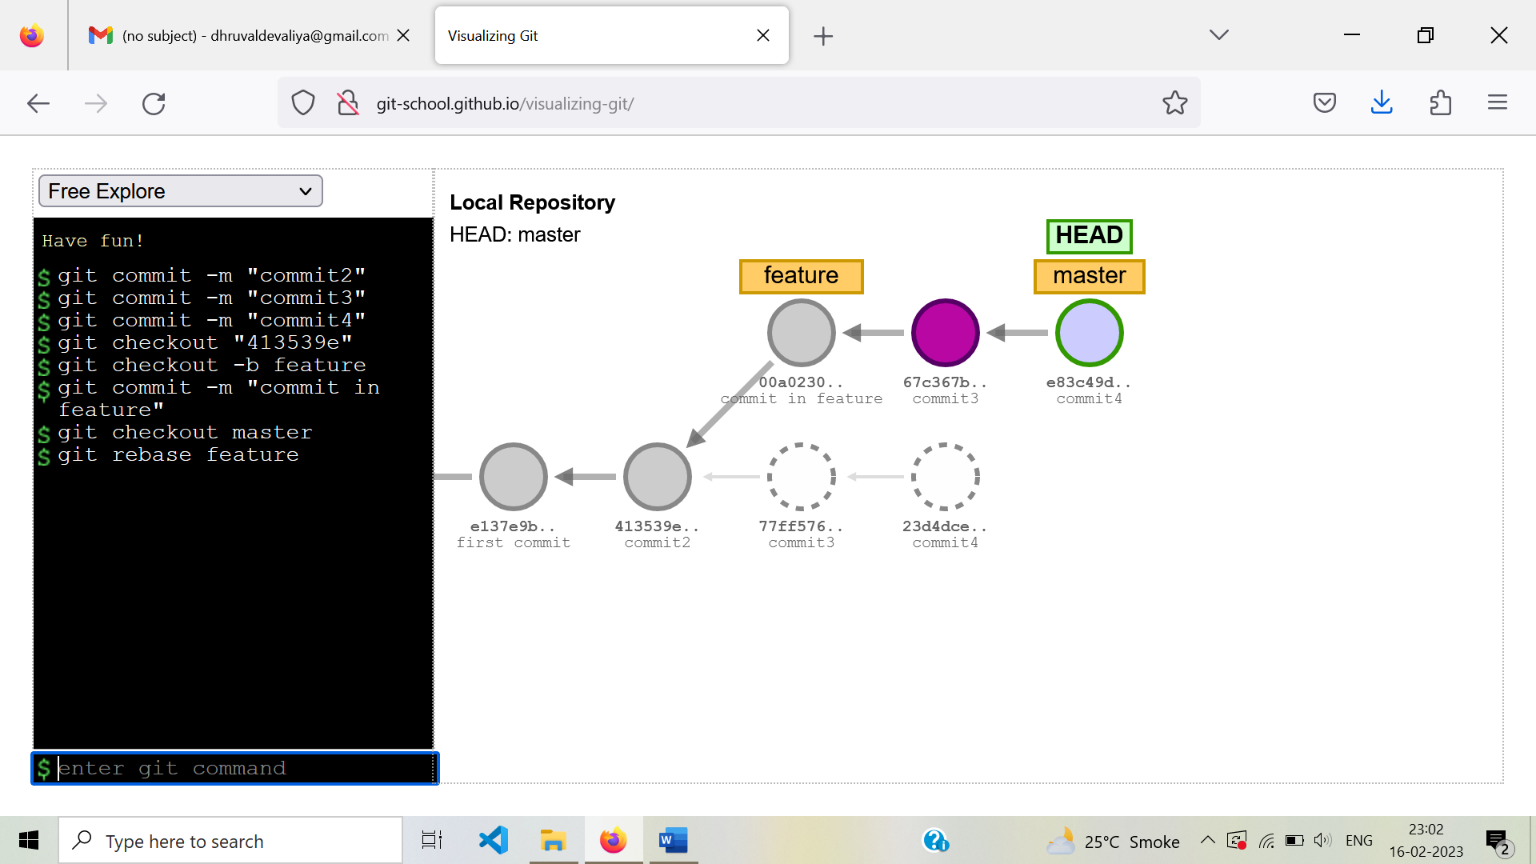 (no subject) - dhruvaldevaliya@gmail.com
Visualizing Git
git-school.github.io/visualizing-git/
Free Explore
Have fun!
$ git commit -m "commit2"
$ git commit -m "commit3"
$ git commit -m "commit4"
$ git checkout "413539e"
$ git checkout -b feature
$ git commit -m "commit in
feature"
$ git checkout master
$ git rebase feature
$ enter git command
Local Repository
HEAD: master
HEAD
feature
master
00a0230..
commit in feature
67c367b..
commit3
e83c49d..
commit4
e137e9b..
first commit
413539e..
commit2
77ff576..
commit3
23d4dce..
commit4
Type here to search
25°C Smoke
ENG
23:02
16-02-2023
2